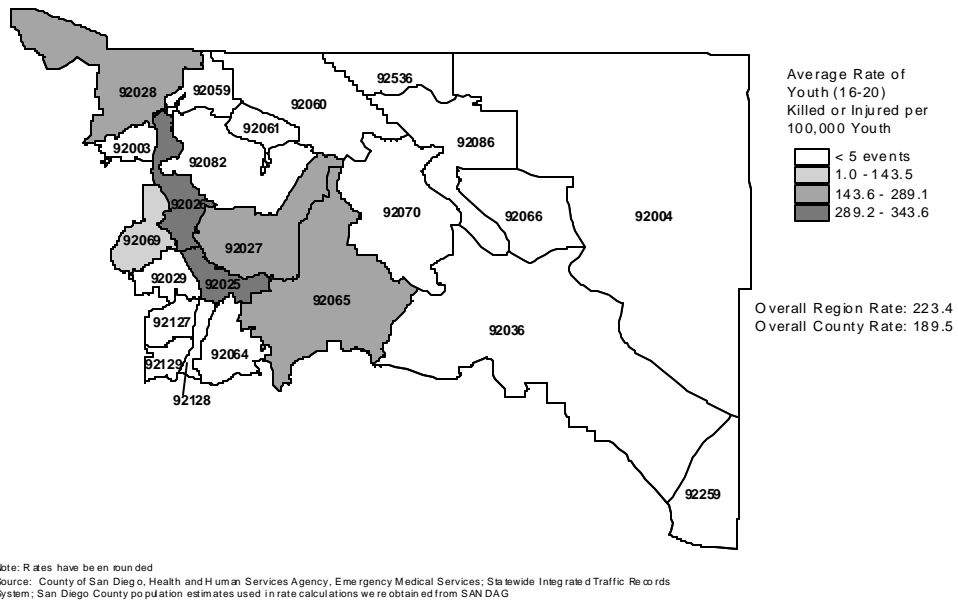 92536
92028
92059
92060
92061
92086
92003
92082
92026
92070
92066
92004
92069
92027
92029
92025
92065
92127
92036
92064
92129
92128
92259
Average Rate of
Youth (16-20)
Killed or Injured per
100,000 Youth
< 5 events
1.0 - 143.5
143.6 - 289.1
289.2 - 343.6
Overall Region Rate: 223.4
Overall County Rate: 189.5
Note: Rates have been rounded
Source: County of San Diego, Health and Human Services Agency, Emergency Medical Services; Statewide Integrated Traffic Records
System; San Diego County population estimates used in rate calculations were obtained from SANDAG